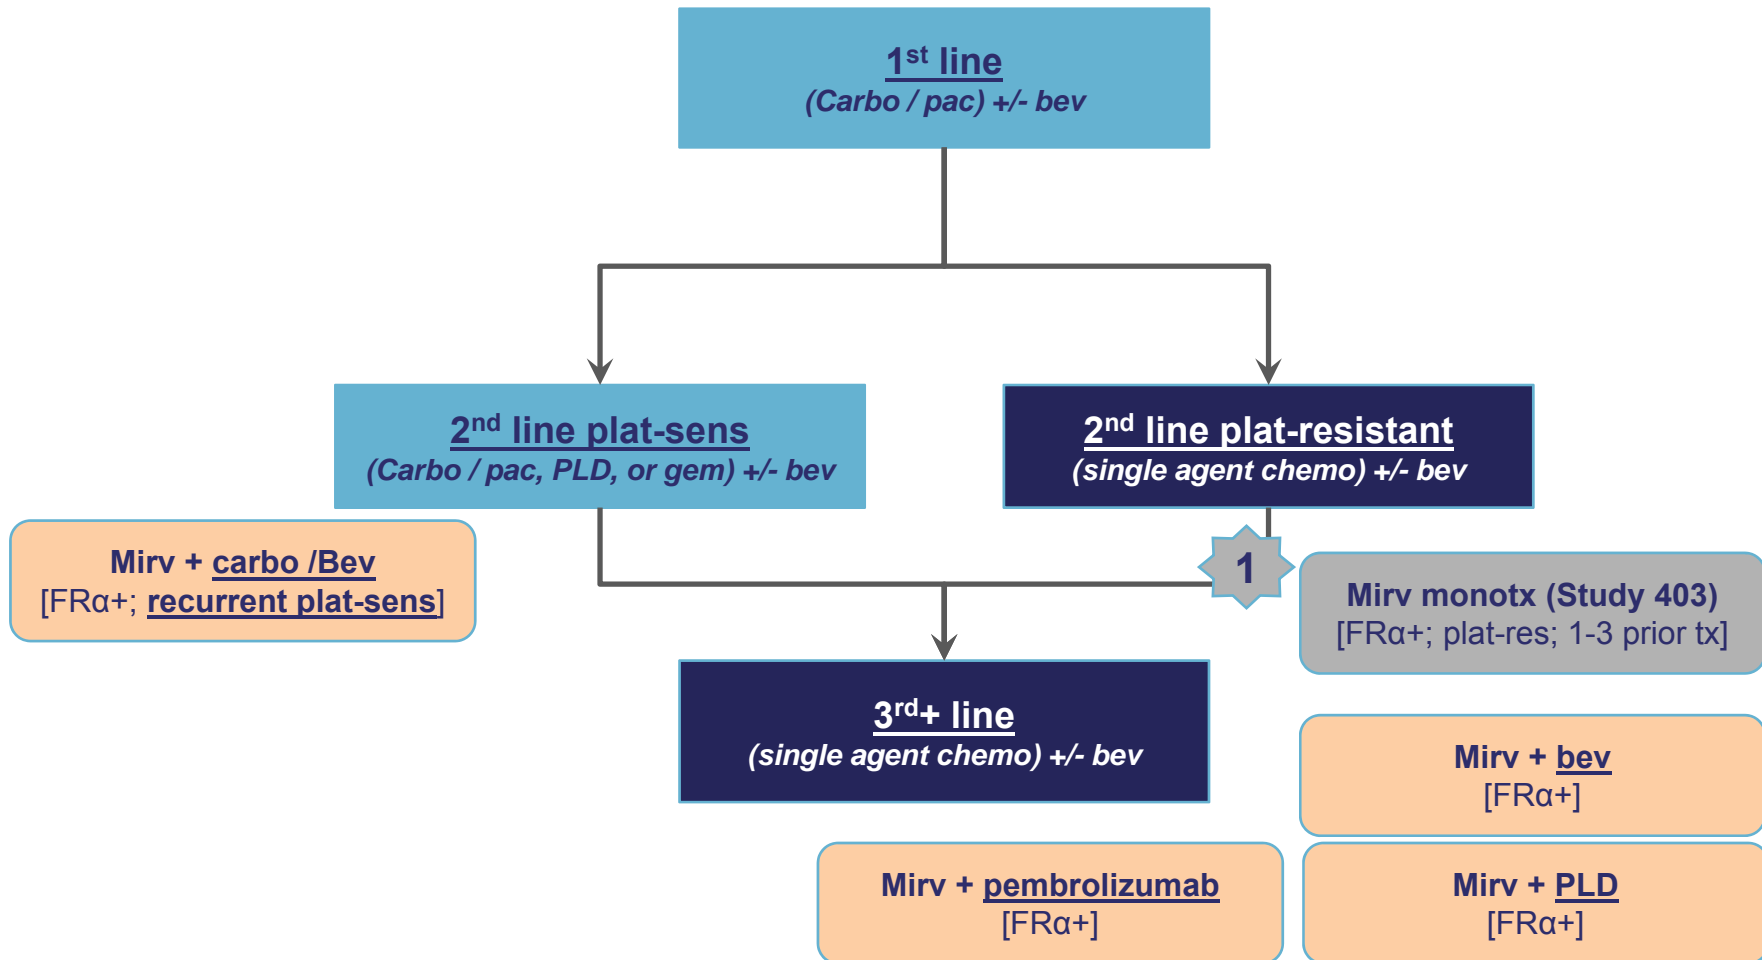 1st line
(Carbo / pac) +/- bev
2nd line plat-sens
(Carbo / pac, PLD, or gem) +/- bev
2nd line plat-resistant
(single agent chemo) +/- bev
Mirv + carbo /Bev
[FRα+; recurrent plat-sens]
1
Mirv monotx (Study 403)
[FRα+; plat-res; 1-3 prior tx]
3rd+ line
(single agent chemo) +/- bev
Mirv + bev
[FRα+]
Mirv + pembrolizumab
[FRα+]
Mirv + PLD
[FRα+]